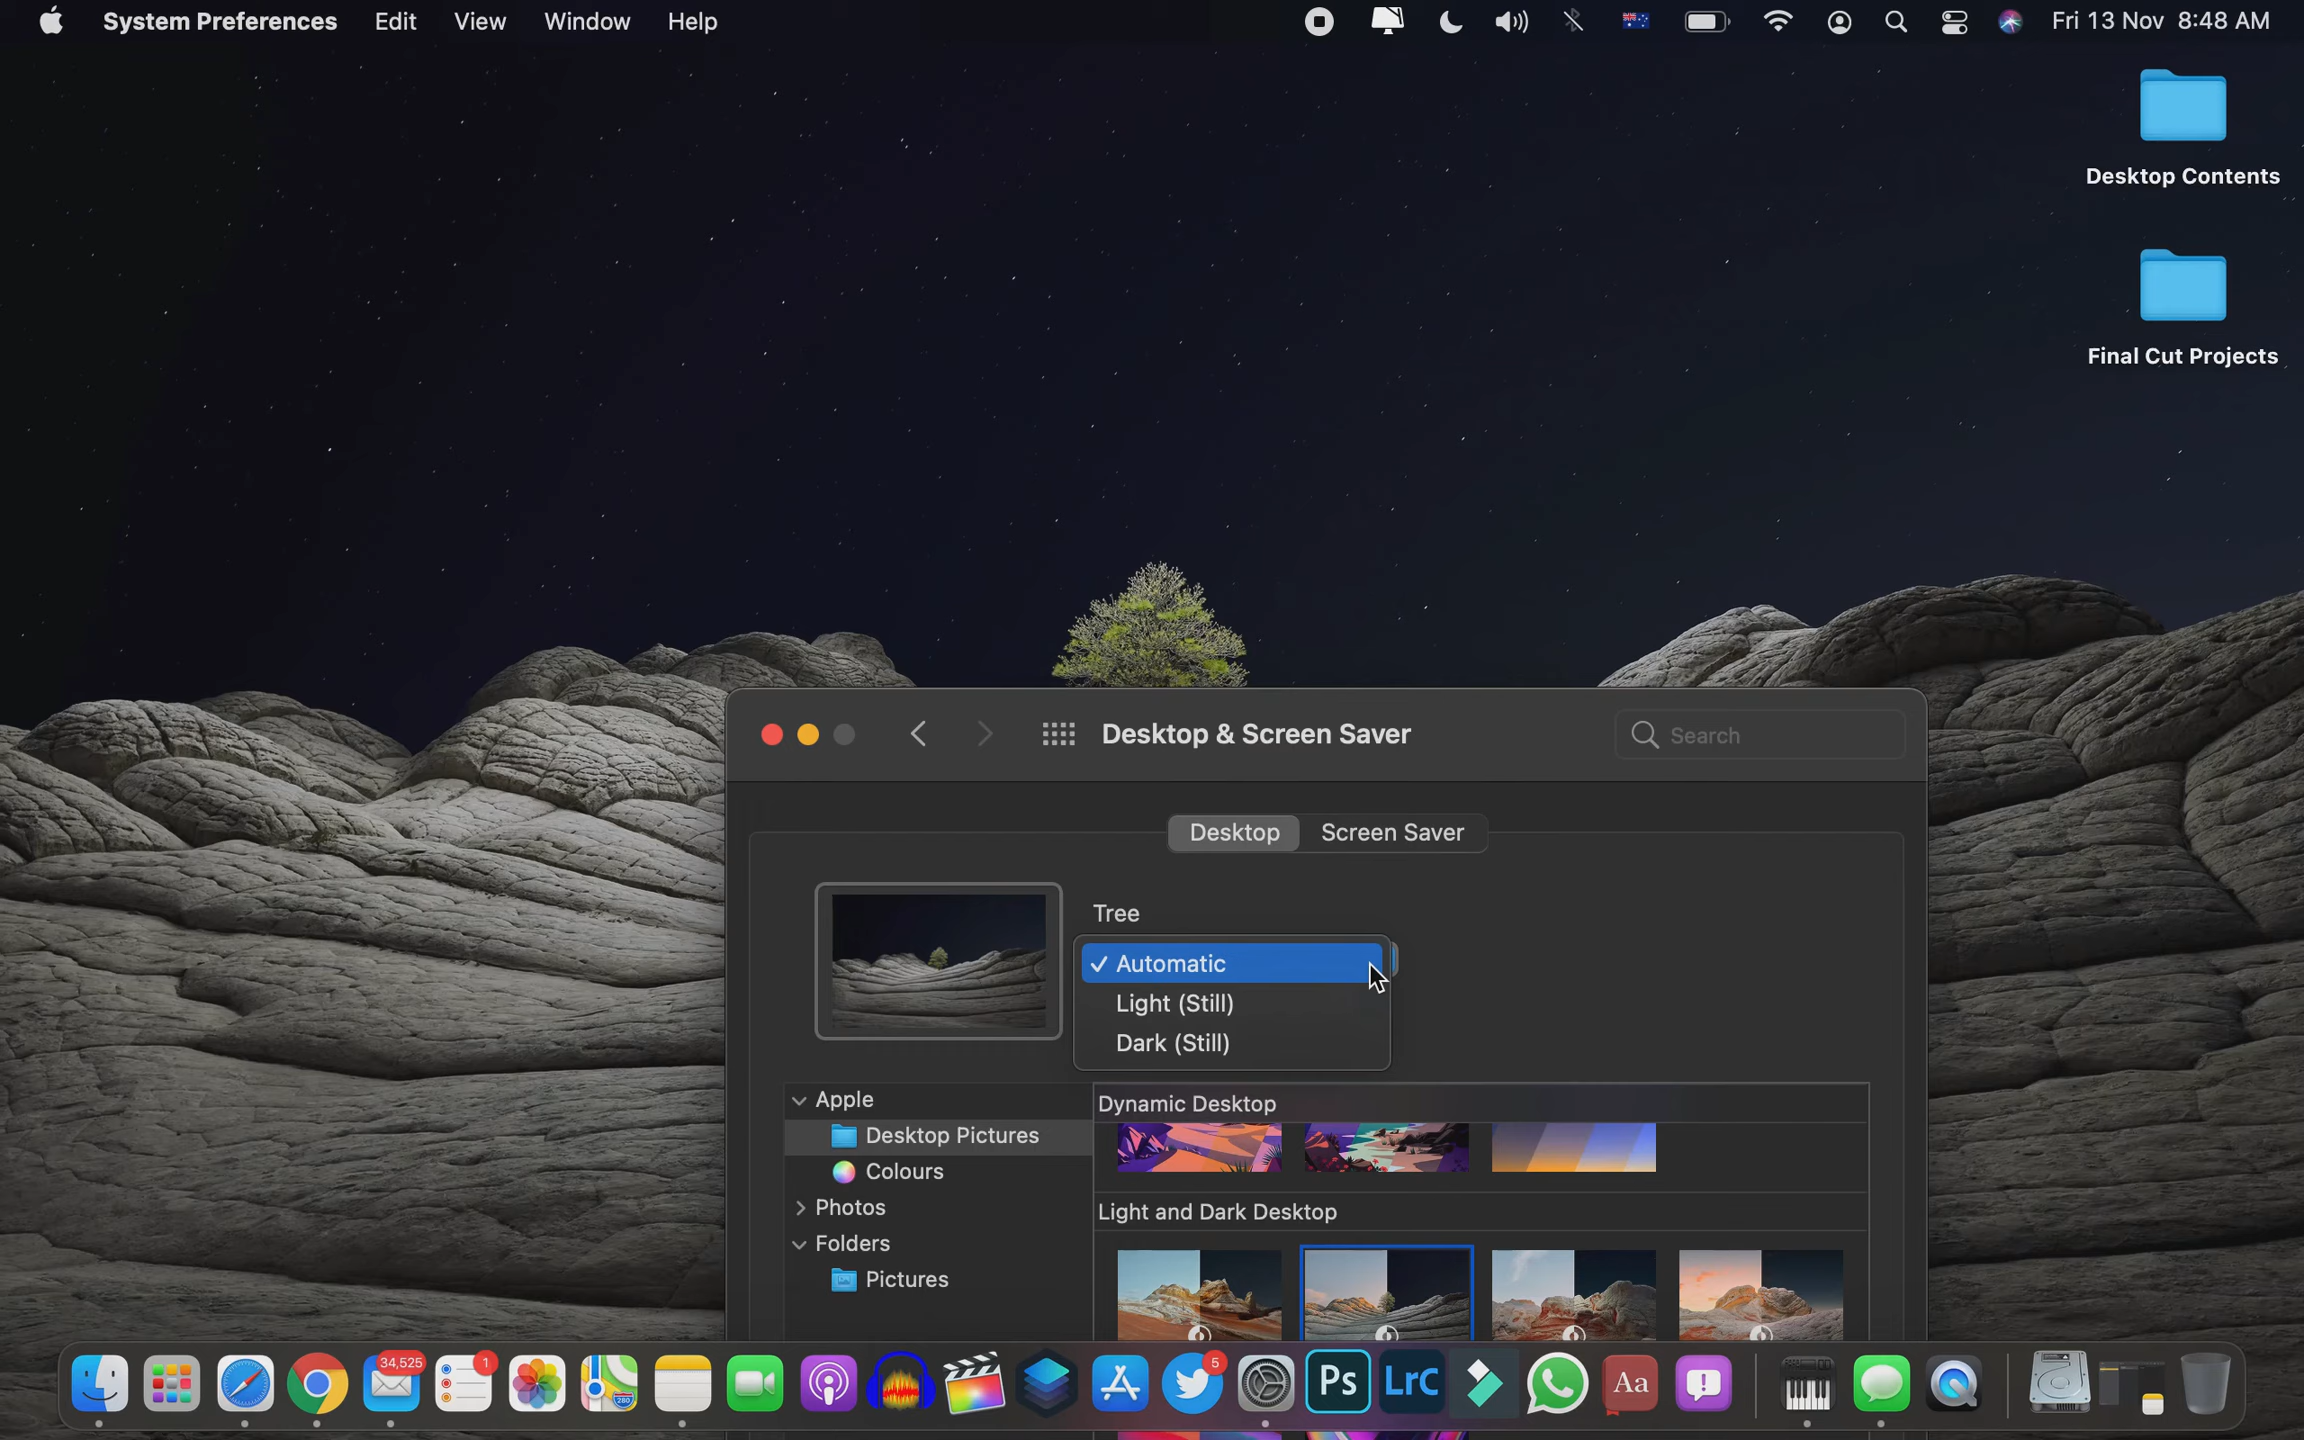 System Preferences Edit View Window Help Fri 13 Nov 8:48 AM
Desktop Contents
Final Cut Projects
Desktop & Screen Saver Search
Desktop Screen Saver
Tree
✓ Automatic
Light (Still)
Dark (Still)
Apple
Desktop Pictures
Colours
Photos
Folders
Pictures
Dynamic Desktop
Light and Dark Desktop
34,525 1 280 5 Ps LrC Aa